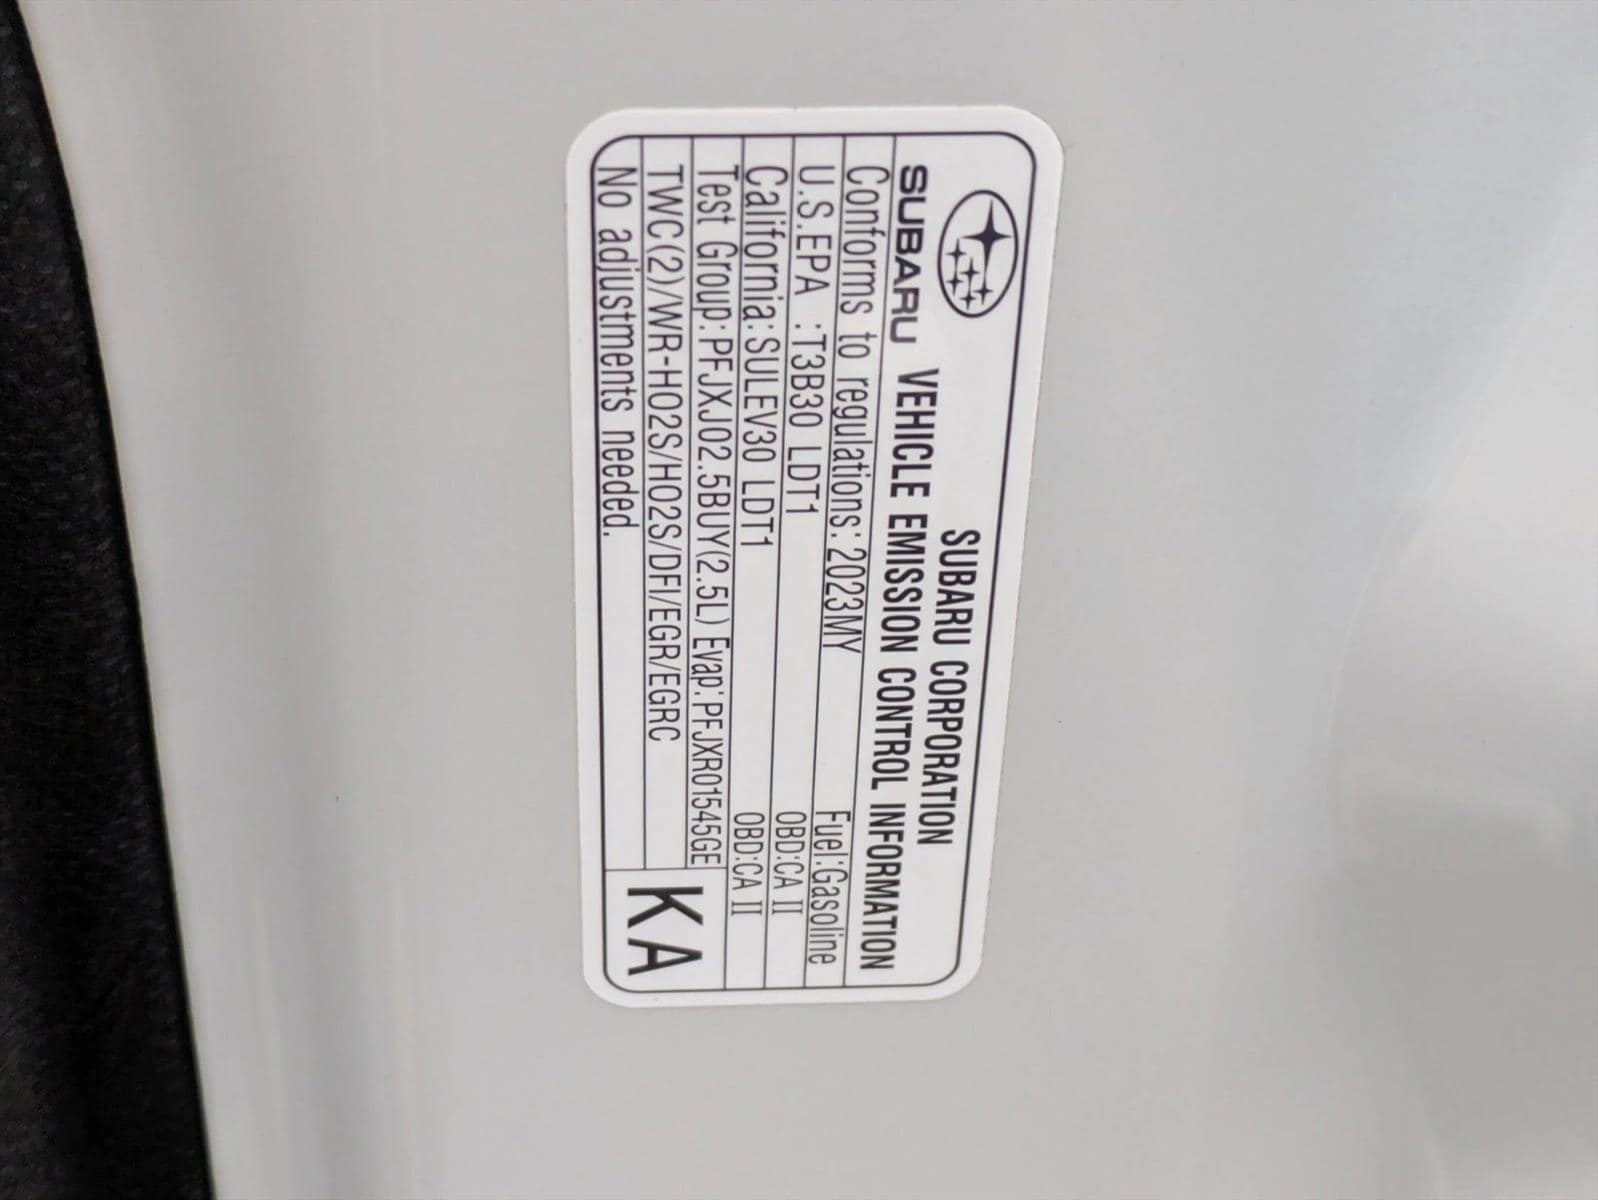 SUBARU CORPORATION
SUBARU VEHICLE EMISSION CONTROL INFORMATION
Conforms to regulations:2023MY Fuel:Gasoline
U.S.EPA :T3B30 LDT1 OBD:CA II
California:SULEV30 LDT1 OBD:CA II
Test Group:PFJXJ02.5BUY(2.5L) Evap:PFJXR01545GE
TWC(2)/WR-HO2S/HO2S/DFI/EGR/EGRC
No adjustments needed.
KA